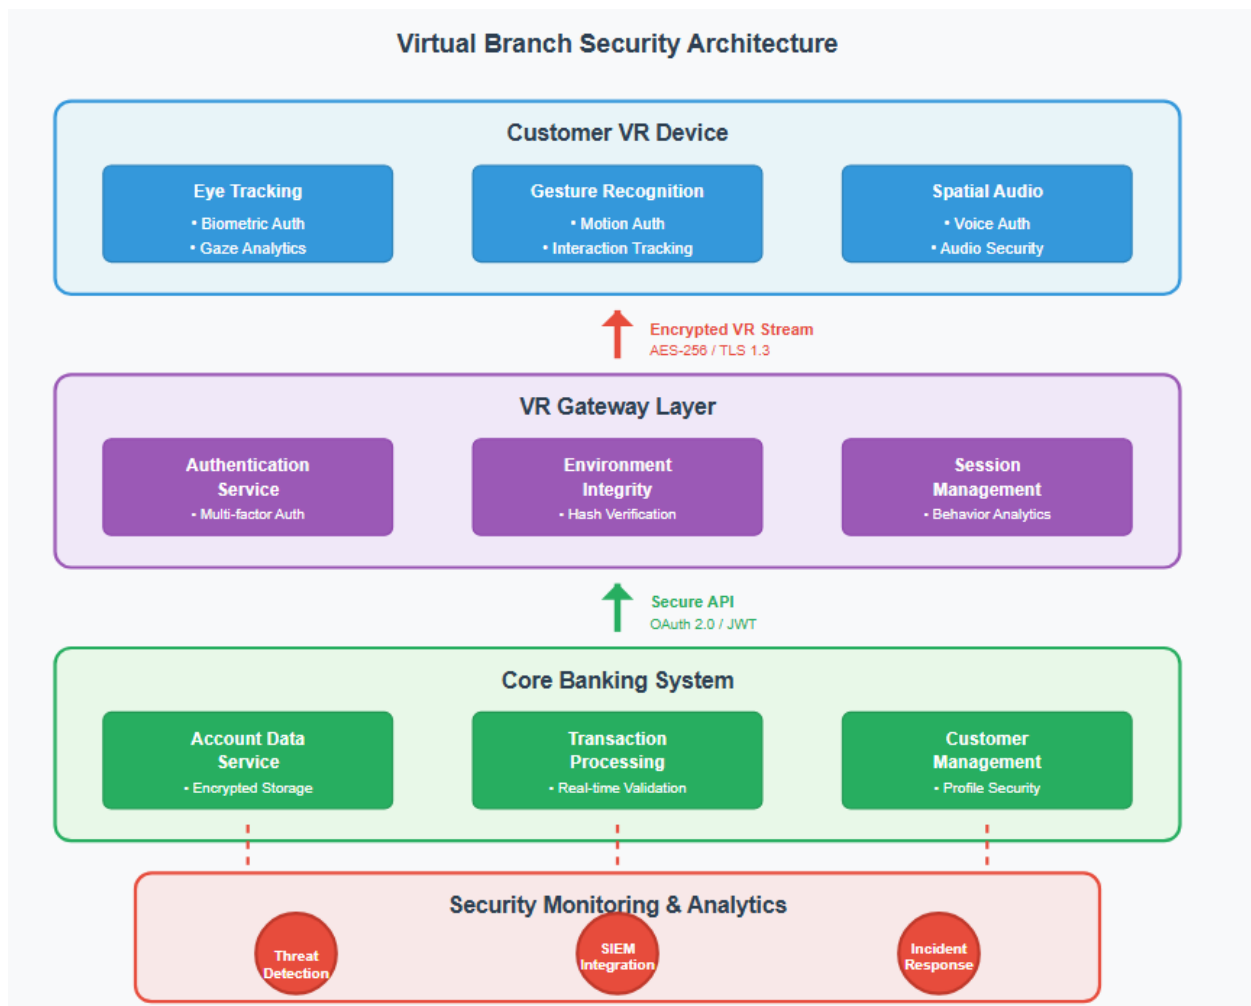 Virtual Branch Security Architecture
Customer VR Device
Eye Tracking
• Biometric Auth
• Gaze Analytics
Gesture Recognition
• Motion Auth
• Interaction Tracking
Spatial Audio
• Voice Auth
• Audio Security
Encrypted VR Stream
AES-256 / TLS 1.3
VR Gateway Layer
Authentication
Service
• Multi-factor Auth
Environment
Integrity
• Hash Verification
Session
Management
• Behavior Analytics
Secure API
OAuth 2.0 / JWT
Core Banking System
Account Data
Service
• Encrypted Storage
Transaction
Processing
• Real-time Validation
Customer
Management
• Profile Security
Security Monitoring & Analytics
Threat
Detection
SIEM
Integration
Incident
Response